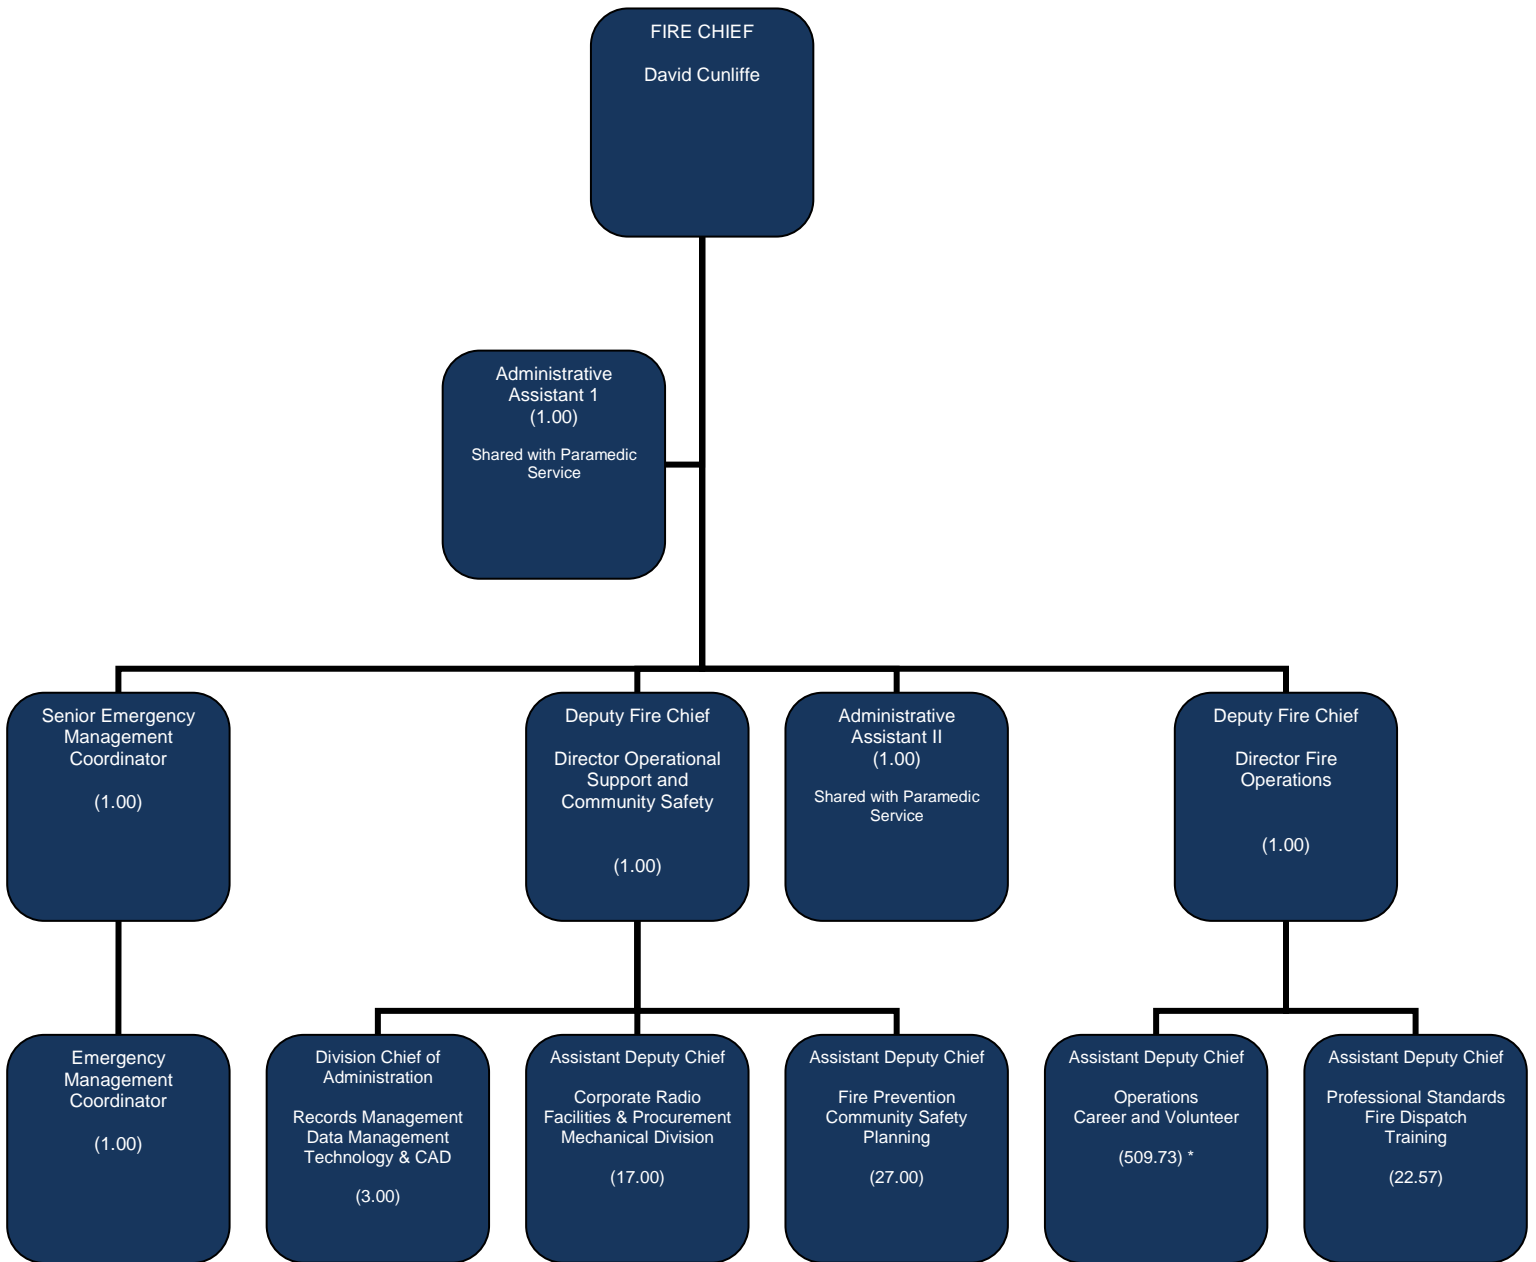 FIRE CHIEF
David Cunliffe
Administrative
Assistant 1
(1.00)
Shared with Paramedic
Service
Senior Emergency
Management
Coordinator
(1.00)
Deputy Fire Chief
Director Operational
Support and
Community Safety
(1.00)
Administrative
Assistant II
(1.00)
Shared with Paramedic
Service
Deputy Fire Chief
Director Fire
Operations
(1.00)
Emergency
Management
Coordinator
(1.00)
Division Chief of
Administration
Records Management
Data Management
Technology & CAD
(3.00)
Assistant Deputy Chief
Corporate Radio
Facilities & Procurement
Mechanical Division
(17.00)
Assistant Deputy Chief
Fire Prevention
Community Safety
Planning
(27.00)
Assistant Deputy Chief
Operations
Career and Volunteer
(509.73) *
Assistant Deputy Chief
Professional Standards
Fire Dispatch
Training
(22.57)